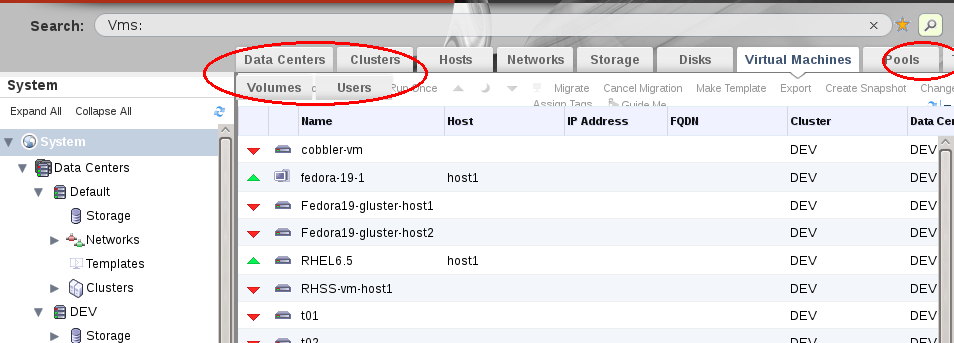 Search: Vms:
Data Centers Clusters Hosts Networks Storage Disks Virtual Machines Pools
Volumes Users Run Once Migrate Cancel Migration Make Template Export Create Snapshot Change
Assign Tags Guide Me
System
Expand All Collapse All
System
Data Centers
Default
Storage
Networks
Templates
Clusters
DEV
Storage
Name Host IP Address FQDN Cluster Data Cen
cobbler-vm DEV DEV
fedora-19-1 host1 DEV DEV
Fedora19-gluster-host1 DEV DEV
Fedora19-gluster-host2 DEV DEV
RHEL6.5 host1 DEV DEV
RHSS-vm-host1 DEV DEV
t01 DEV DEV
t02 DEV DEV